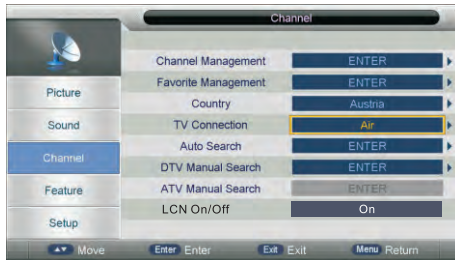 Channel
Channel Management ENTER
Favorite Management ENTER
Picture
Country Austria
Sound
TV Connection Air
Auto Search ENTER
Channel
DTV Manual Search ENTER
Feature
ATV Manual Search ENTER
LCN On/Off On
Setup
Move Enter Enter Exit Exit Menu Return